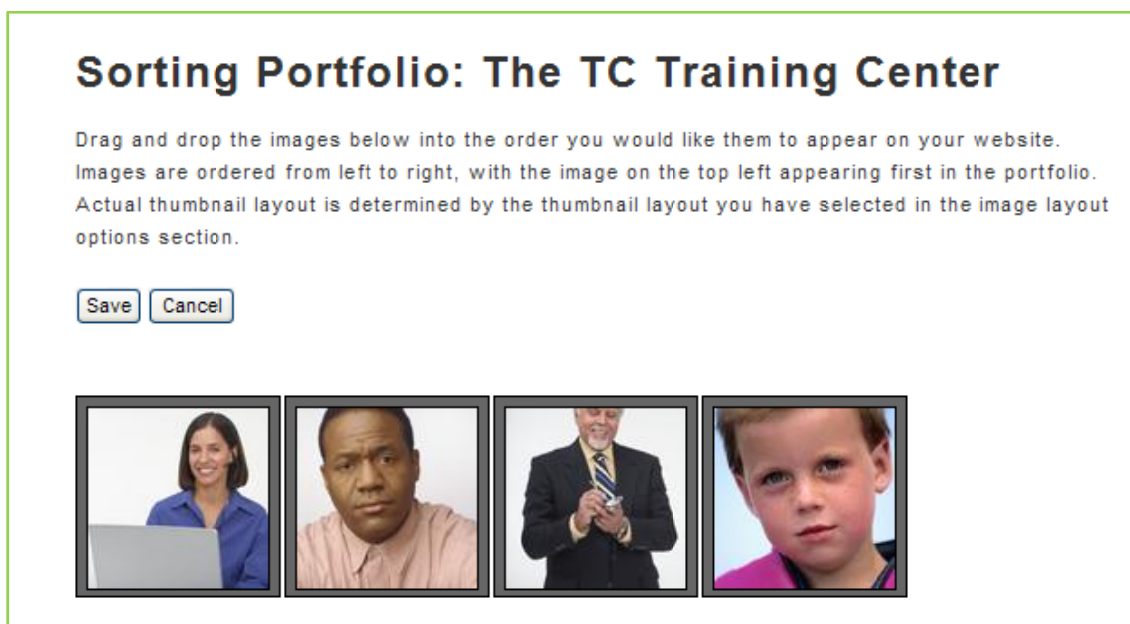 Sorting Portfolio: The TC Training Center
Drag and drop the images below into the order you would like them to appear on your website.
Images are ordered from left to right, with the image on the top left appearing first in the portfolio.
Actual thumbnail layout is determined by the thumbnail layout you have selected in the image layout
options section.
Save Cancel